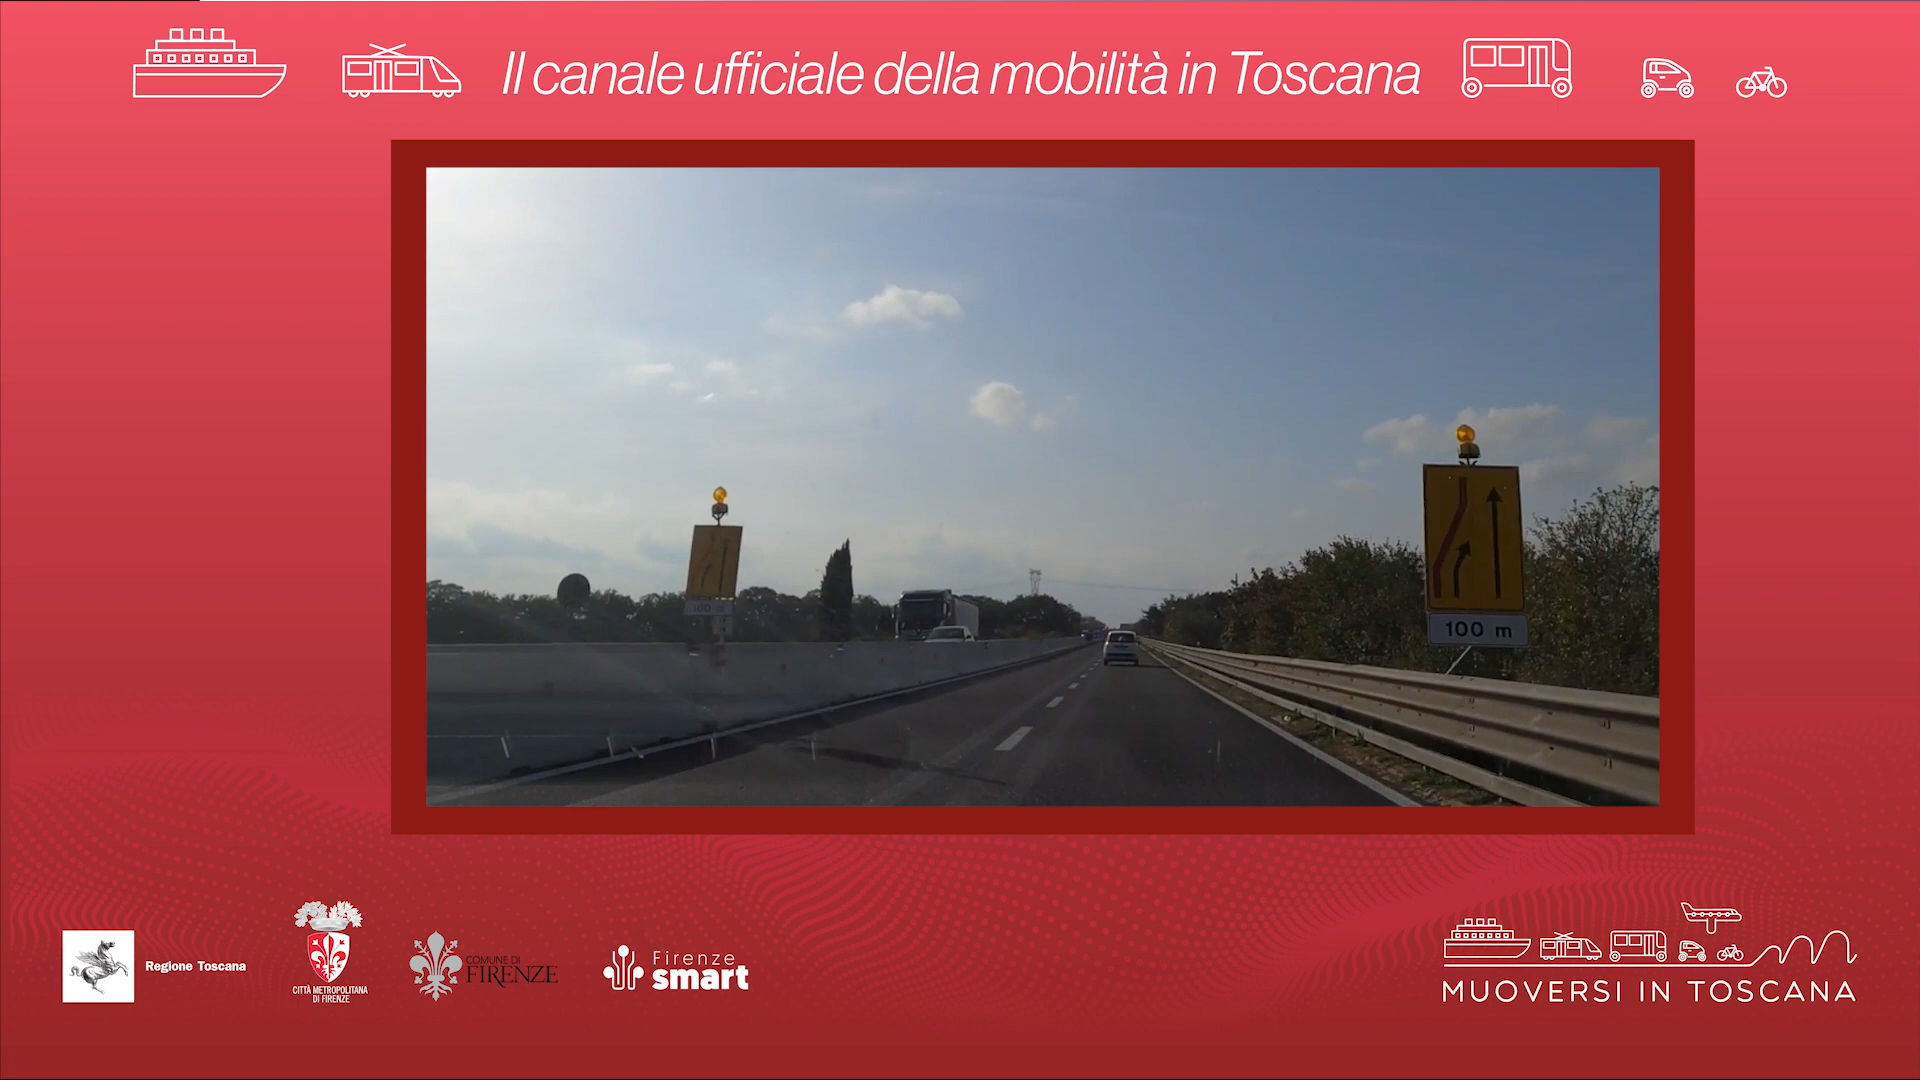 Il canale ufficiale della mobilità in Toscana
100 m
100 m
Regione Toscana
CITTÀ METROPOLITANA
DI FIRENZE
COMUNE DI
FIRENZE
Firenze
smart
MUOVERSI IN TOSCANA